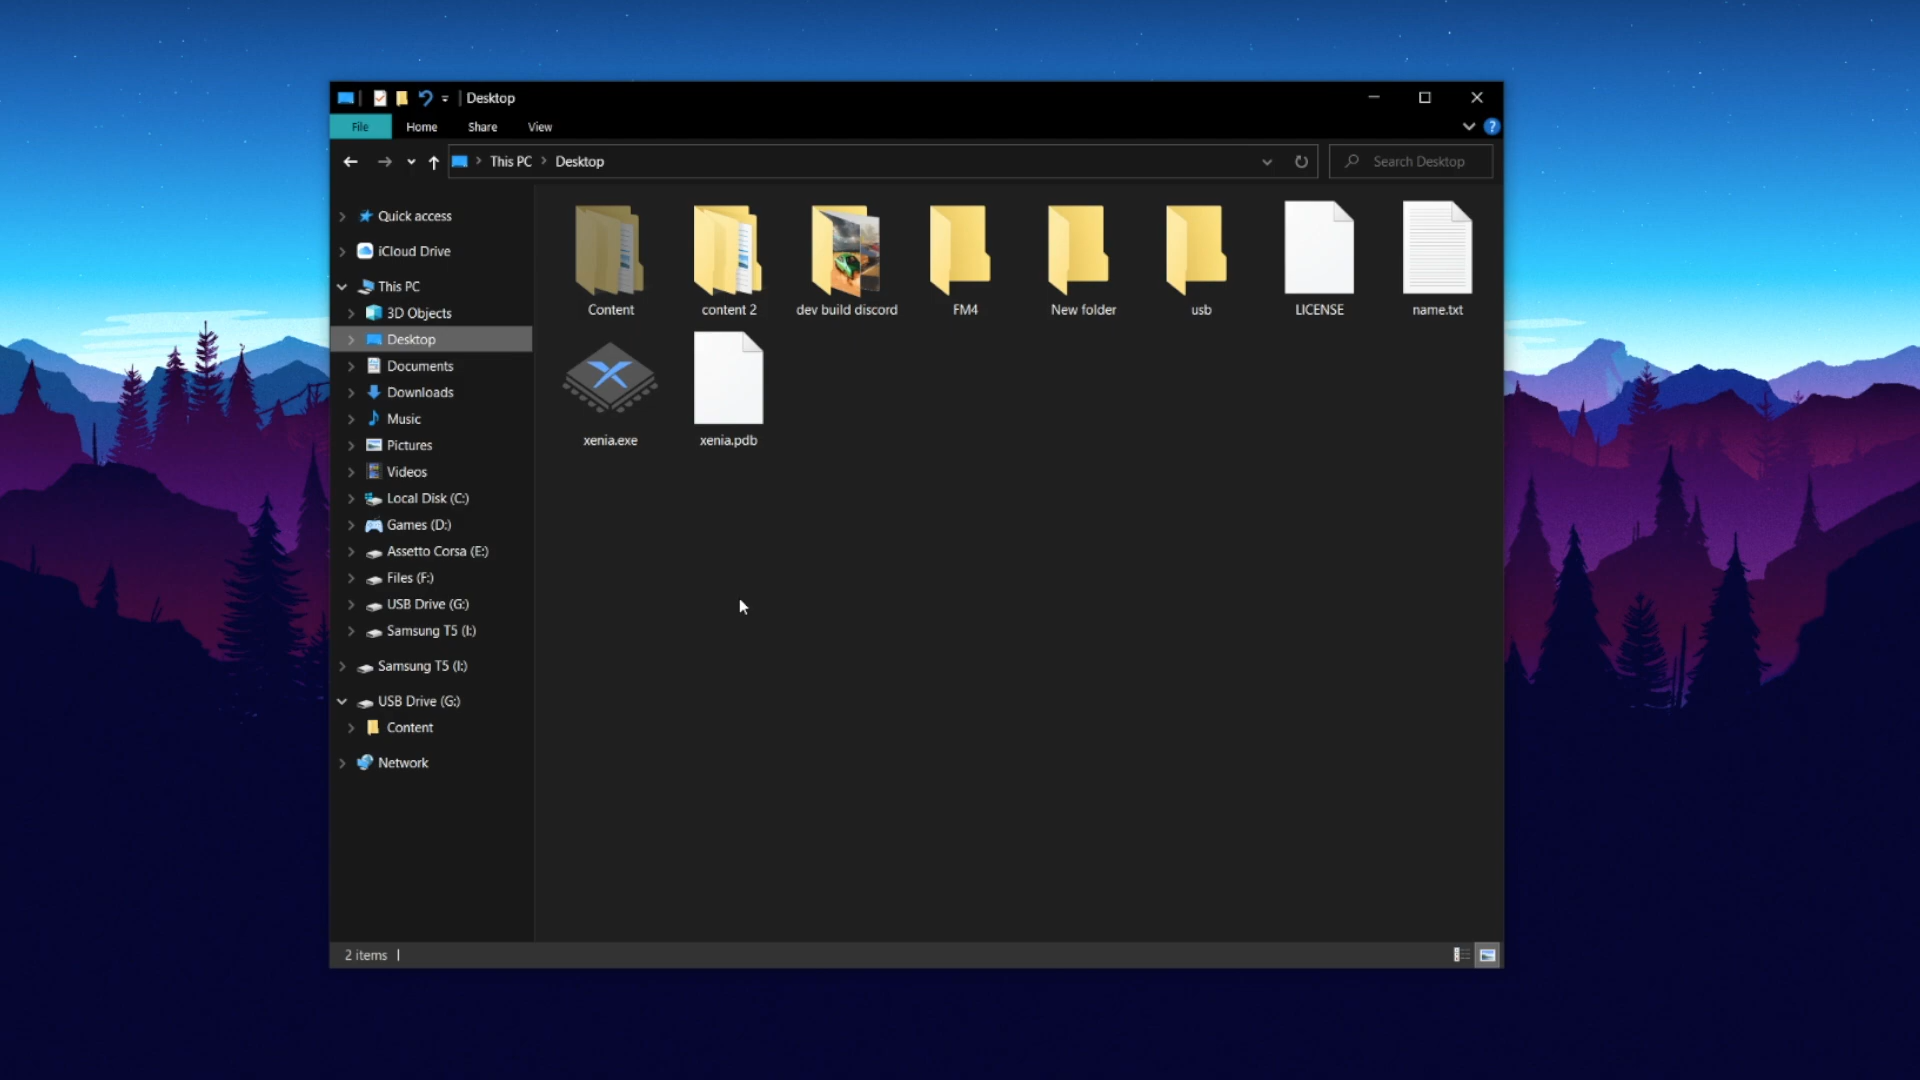 Desktop
File Home Share View
This PC Desktop
Search Desktop
Quick access
iCloud Drive
This PC
3D Objects
Desktop
Documents
Downloads
Music
Pictures
Videos
Local Disk (C:)
Games (D:)
Assetto Corsa (E:)
Files (F:)
USB Drive (G:)
Samsung T5 (I:)
Samsung T5 (I:)
USB Drive (G:)
Content
Network
Content content 2 dev build discord FM4 New folder usb LICENSE name.txt
xenia.exe xenia.pdb
2 items